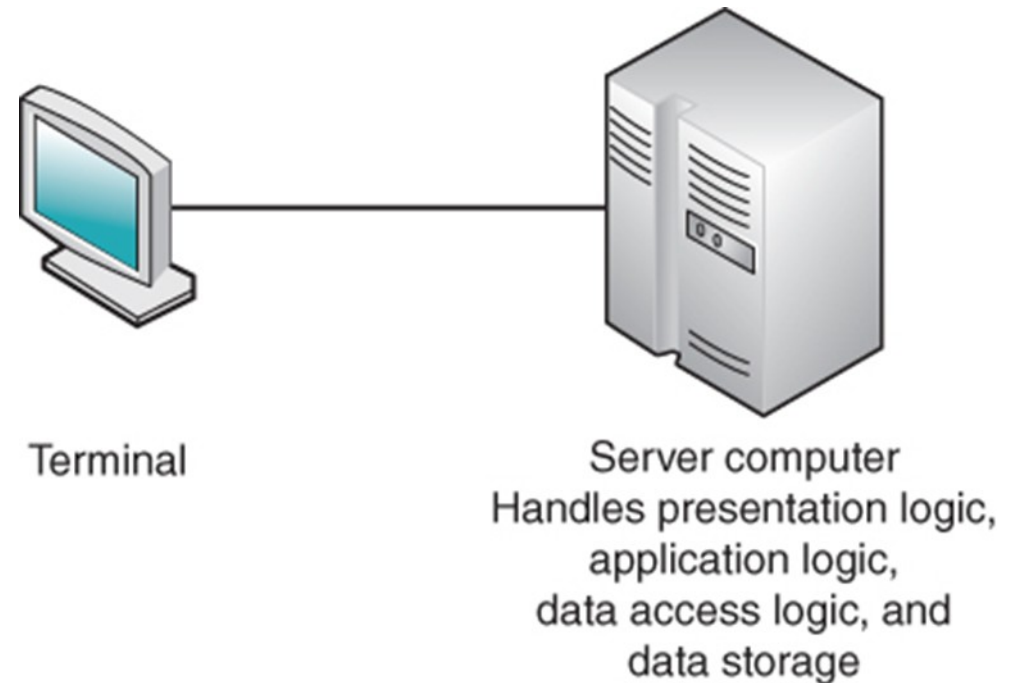 Terminal
Server computer
Handles presentation logic,
application logic,
data access logic, and
data storage